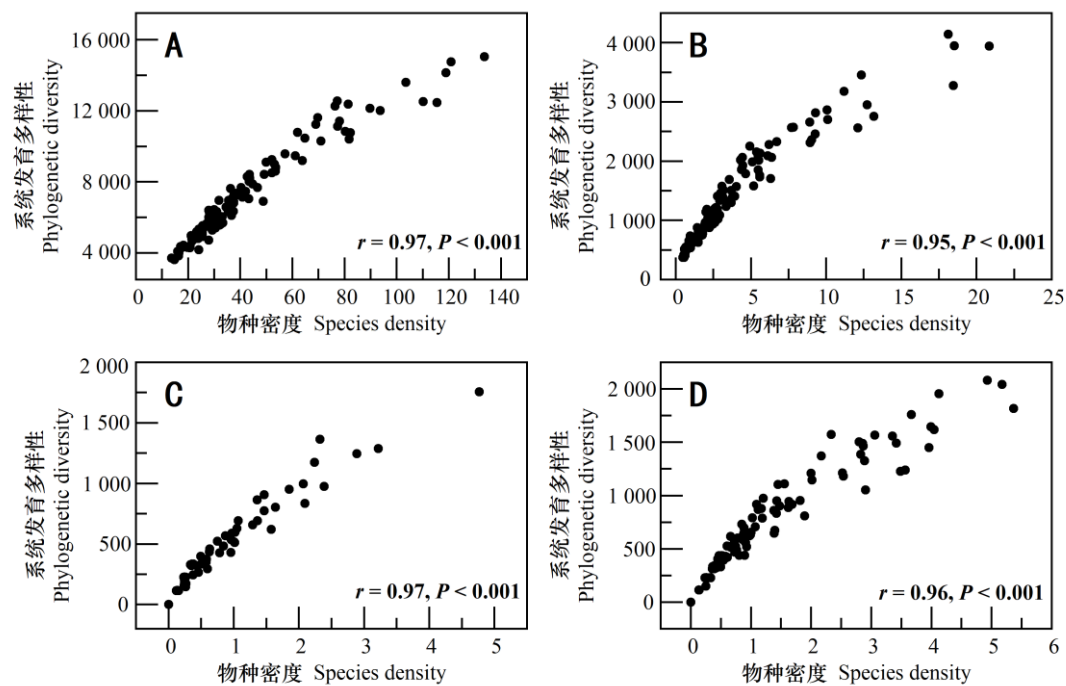 A
系统发育多样性
Phylogenetic diversity
16 000
12 000
8 000
4 000
r = 0.97, P < 0.001
0 20 40 60 80 100 120 140
物种密度 Species density
B
系统发育多样性
Phylogenetic diversity
4 000
3 000
2 000
1 000
0
r = 0.95, P < 0.001
0 5 10 15 20 25
物种密度 Species density
C
系统发育多样性
Phylogenetic diversity
2 000
1 500
1 000
500
0
r = 0.97, P < 0.001
0 1 2 3 4 5
物种密度 Species density
D
系统发育多样性
Phylogenetic diversity
2 000
1 500
1 000
500
0
r = 0.96, P < 0.001
0 1 2 3 4 5 6
物种密度 Species density